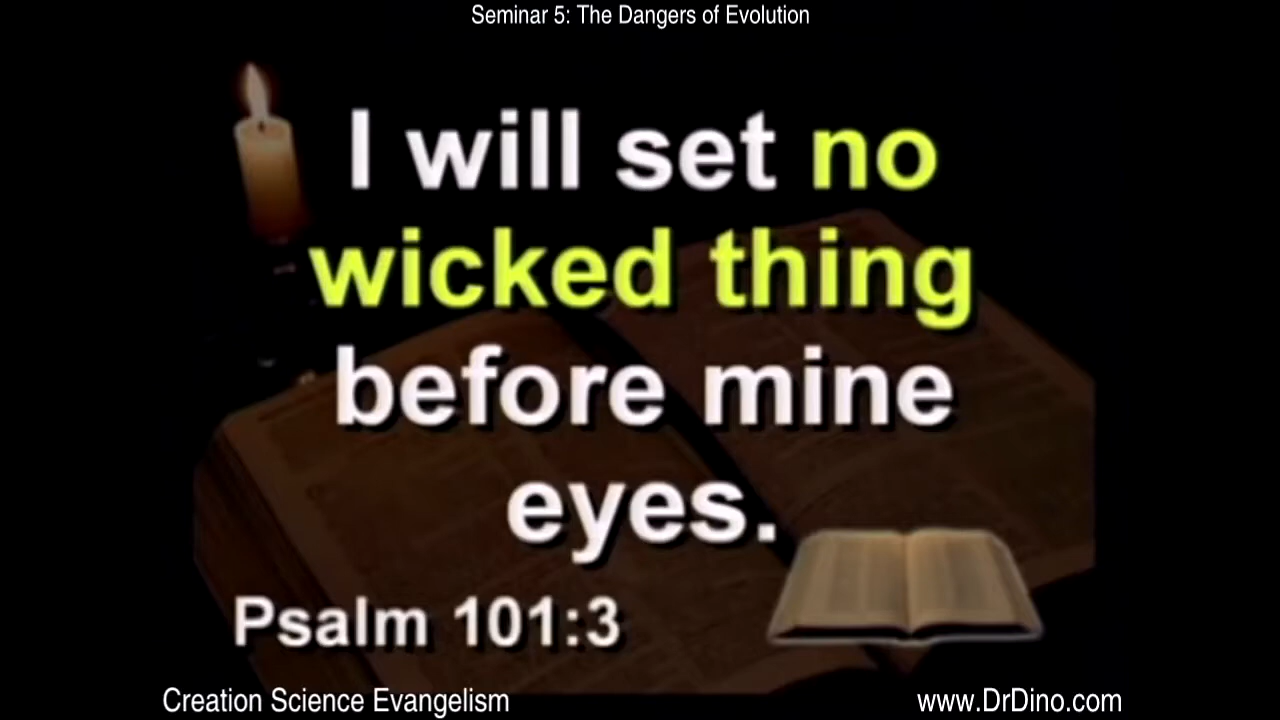 Seminar 5: The Dangers of Evolution
I will set no
wicked thing
before mine
eyes.
Psalm 101:3
Creation Science Evangelism
www.DrDino.com